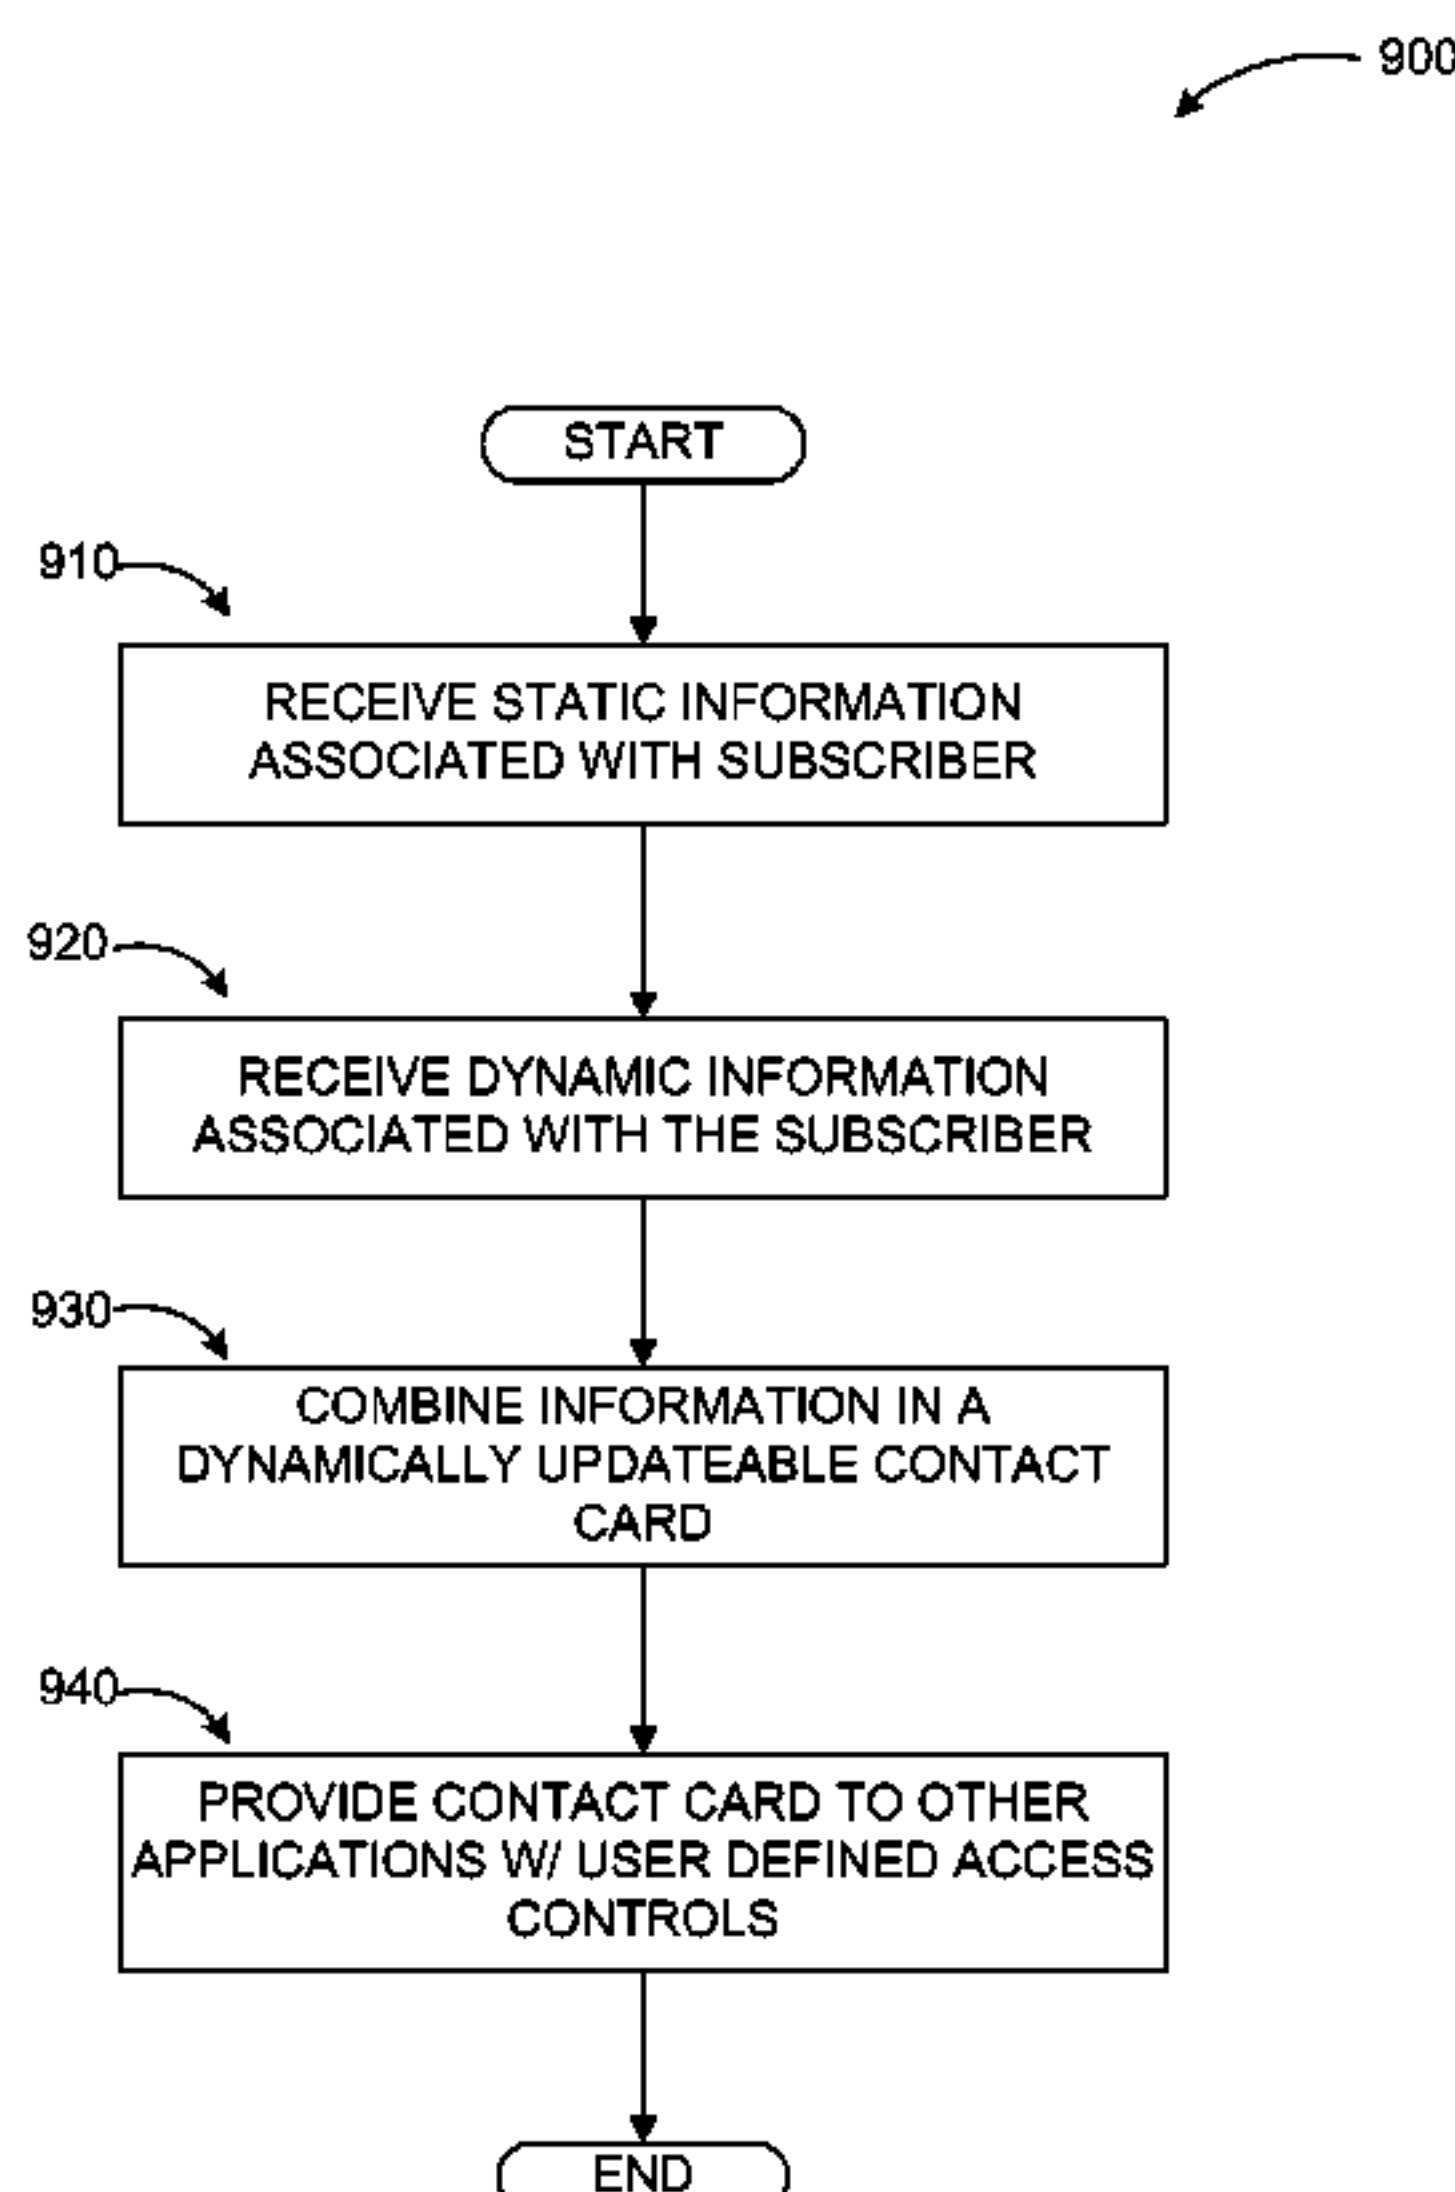 900
START
910
RECEIVE STATIC INFORMATION
ASSOCIATED WITH SUBSCRIBER
920
RECEIVE DYNAMIC INFORMATION
ASSOCIATED WITH THE SUBSCRIBER
930
COMBINE INFORMATION IN A
DYNAMICALLY UPDATEABLE CONTACT
CARD
940
PROVIDE CONTACT CARD TO OTHER
APPLICATIONS W/ USER DEFINED ACCESS
CONTROLS
END